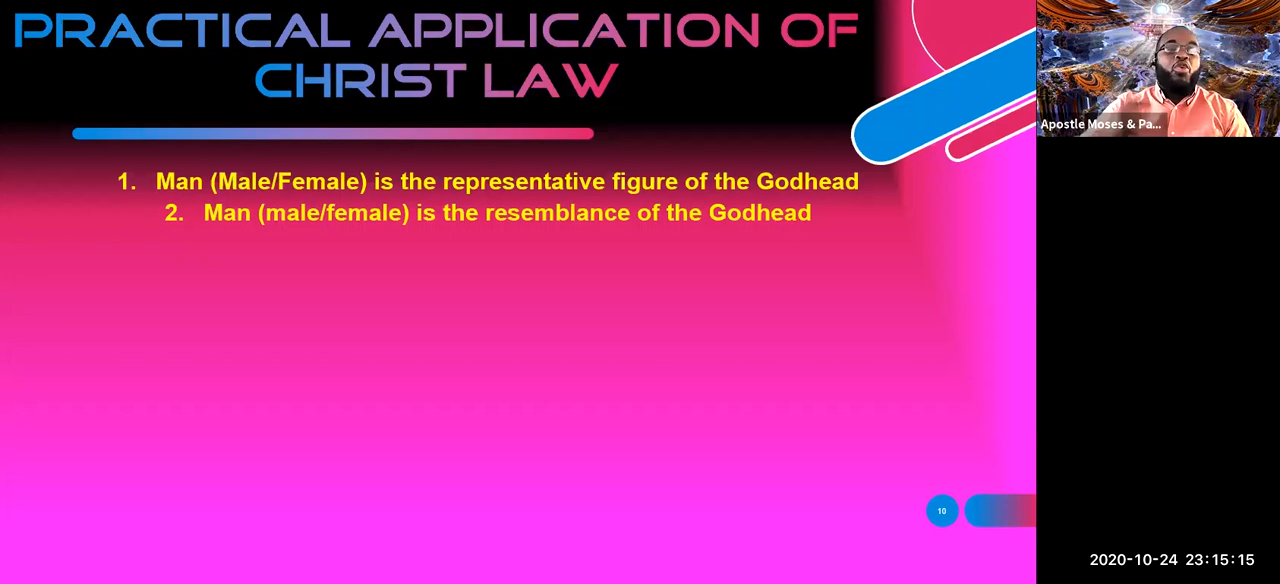 PRACTICAL APPLICATION OF
CHRIST LAW
1. Man (Male/Female) is the representative figure of the Godhead
2. Man (male/female) is the resemblance of the Godhead
Apostle Moses & Pa...
10
2020-10-24 23:15:15